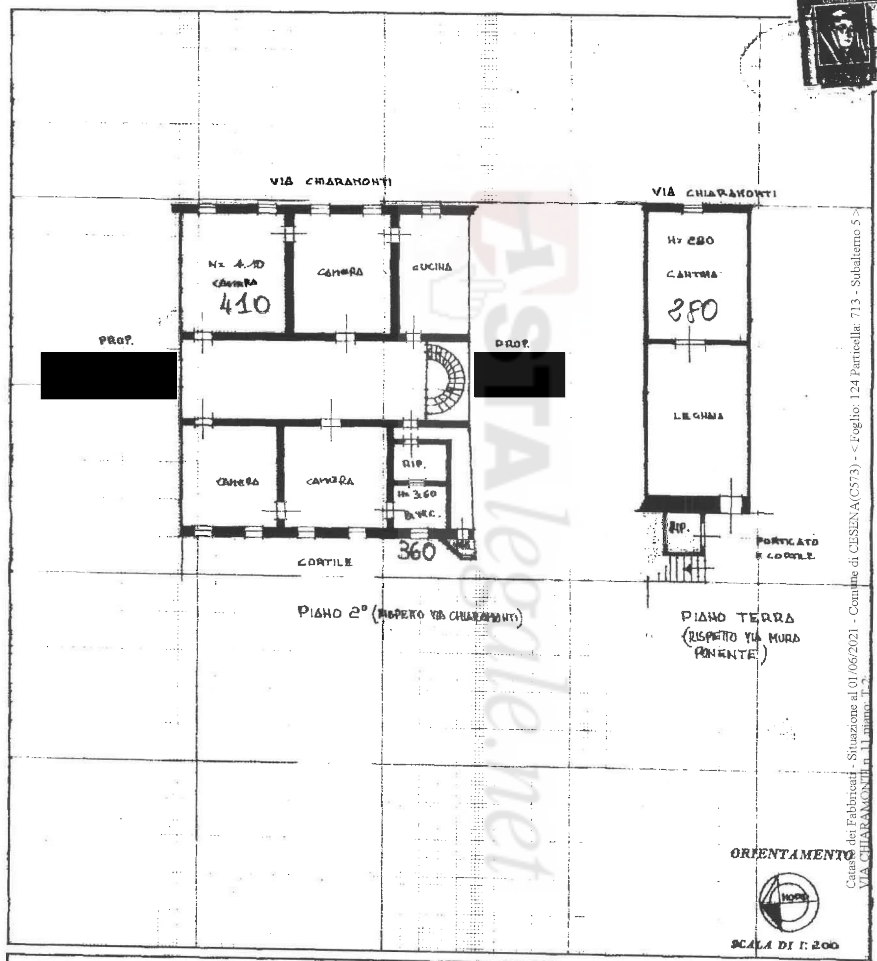 VIA CHIARAMONTI
VIA CHIARAMONTI
H= 4.10
CAMERA
410
CAMERA
CUCINA
H= 280
CANTINA
280
PROP.
PROP.
LEGNAIA
CAMERA
CAMERA
RIP.
H= 3.60
360
CORTILE
RIP.
PORTICATO
E CORTILE
PIANO 2° (RISPETTO VIA CHIARAMONTI)
PIANO TERRA
(RISPETTO VIA MURA
PONENTE)
ASTAlegale.net
ORIENTAMENTO
NORD
SCALA DI 1:200
Catasto dei Fabbricati - Situazione al 01/06/2021 - Comune di CESENA (C573) - < Foglio: 124 Particella: 713 - Subalterno 5 >
VIA CHIARAMONTI n. 11 piano: T-2;